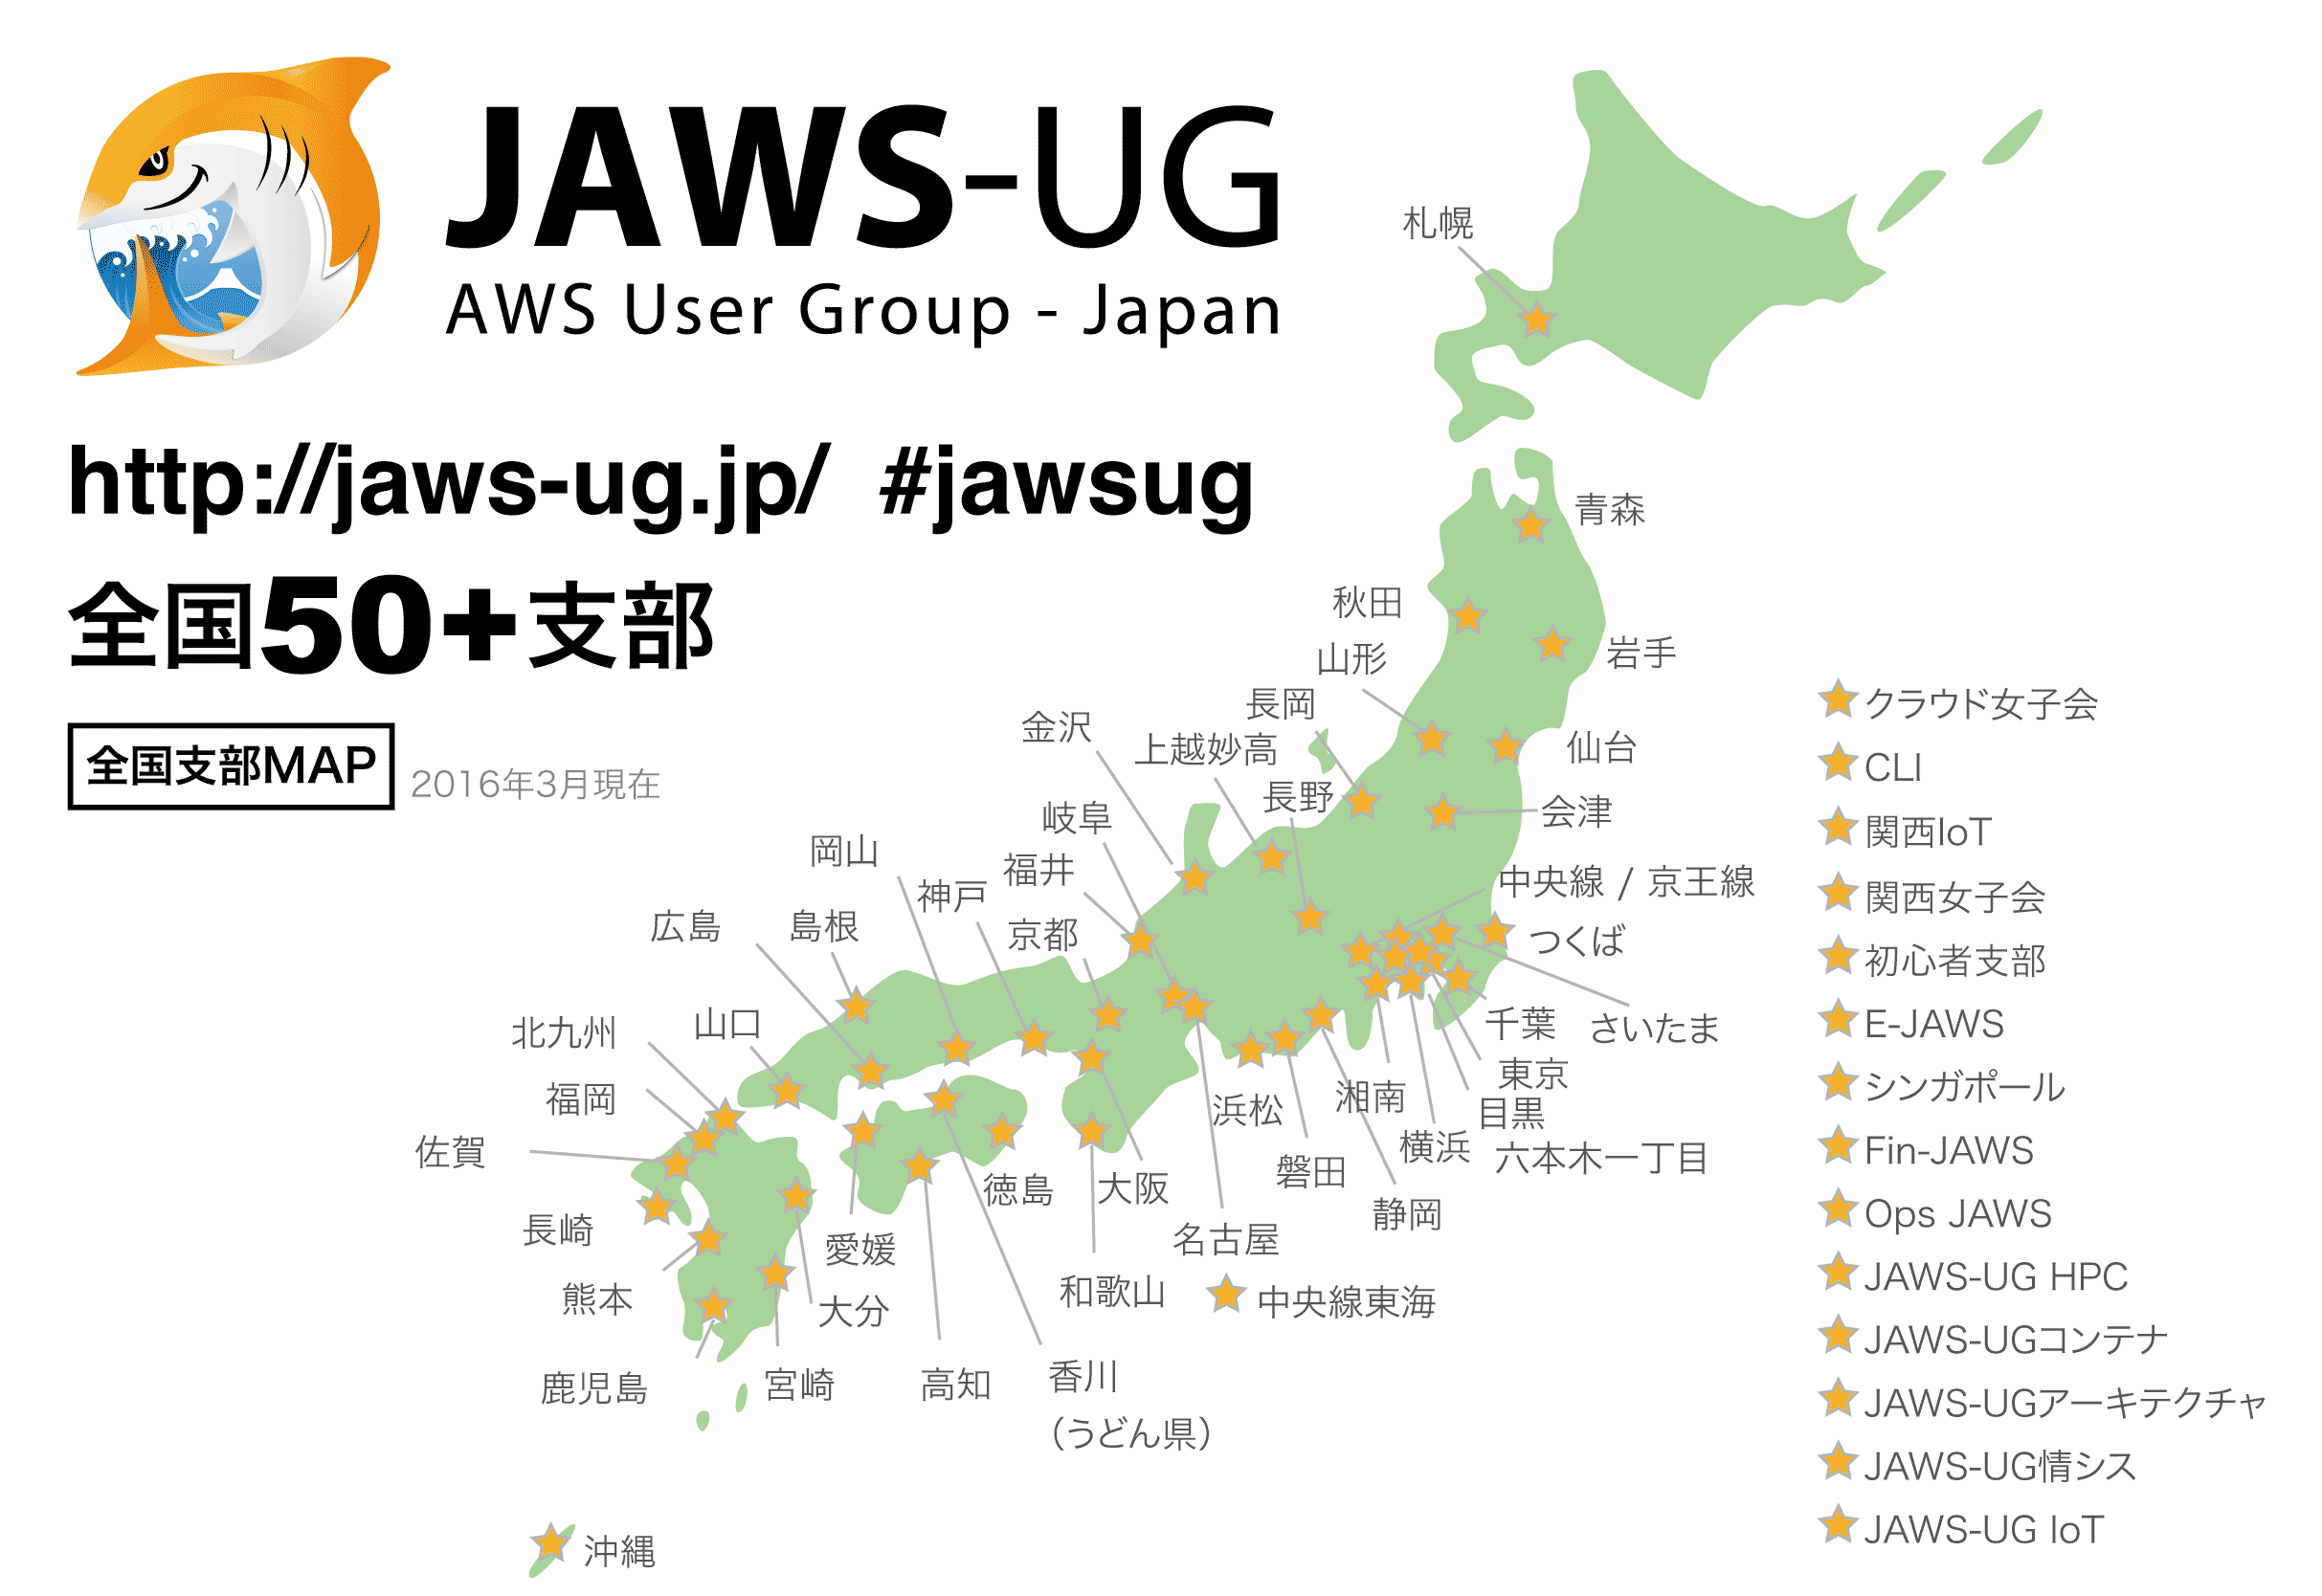 JAWS-UG
AWS User Group - Japan
http://jaws-ug.jp/ #jawsug
全国50+支部
全国支部MAP
2016年3月現在
札幌
青森
秋田
岩手
山形
長岡
仙台
金沢
上越妙高
長野
会津
岐阜
岡山
福井
神戸
京都
中央線 / 京王線
つくば
広島
島根
北九州
山口
千葉
さいたま
福岡
東京
浜松
湘南
目黒
佐賀
横浜
六本木一丁目
磐田
徳島
大阪
静岡
長崎
愛媛
名古屋
熊本
大分
和歌山
中央線東海
鹿児島
宮崎
高知
香川
（うどん県）
沖縄
クラウド女子会
CLI
関西IoT
関西女子会
初心者支部
E-JAWS
シンガポール
Fin-JAWS
Ops JAWS
JAWS-UG HPC
JAWS-UGコンテナ
JAWS-UGアーキテクチャ
JAWS-UG情シス
JAWS-UG IoT